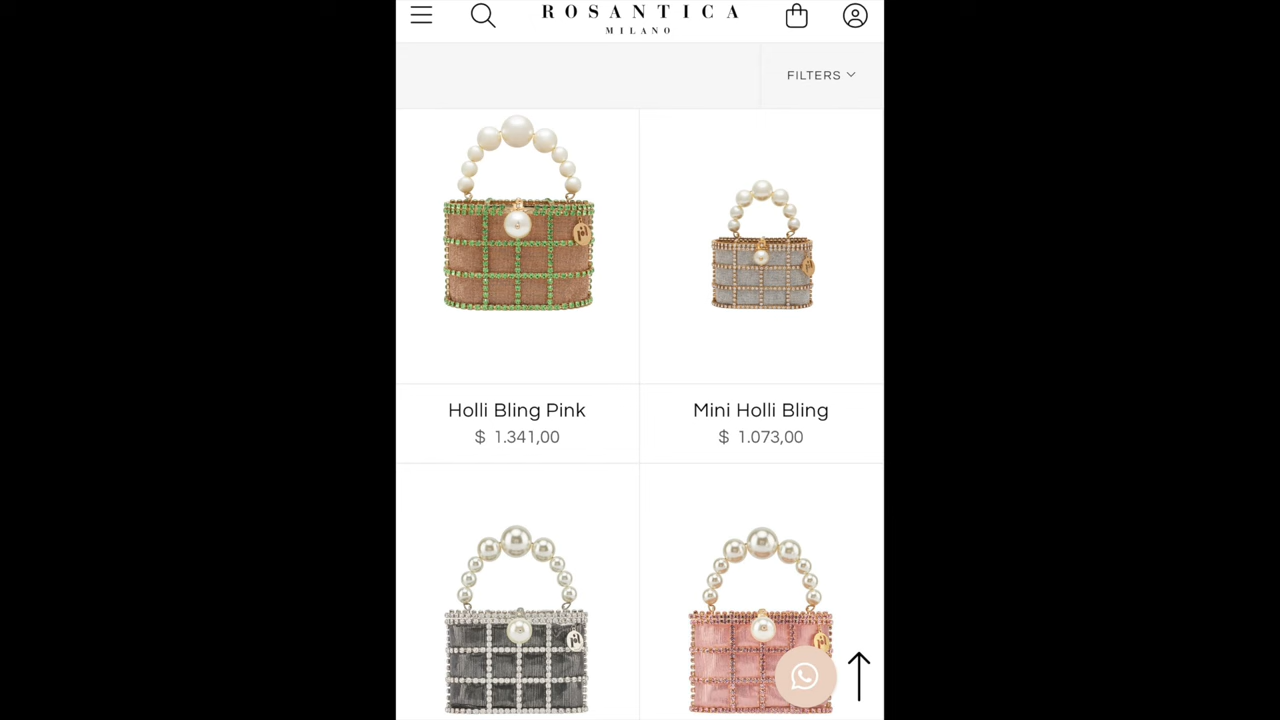 ROSANTICA
MILANO
FILTERS
Holli Bling Pink
$ 1.341,00
Mini Holli Bling
$ 1.073,00